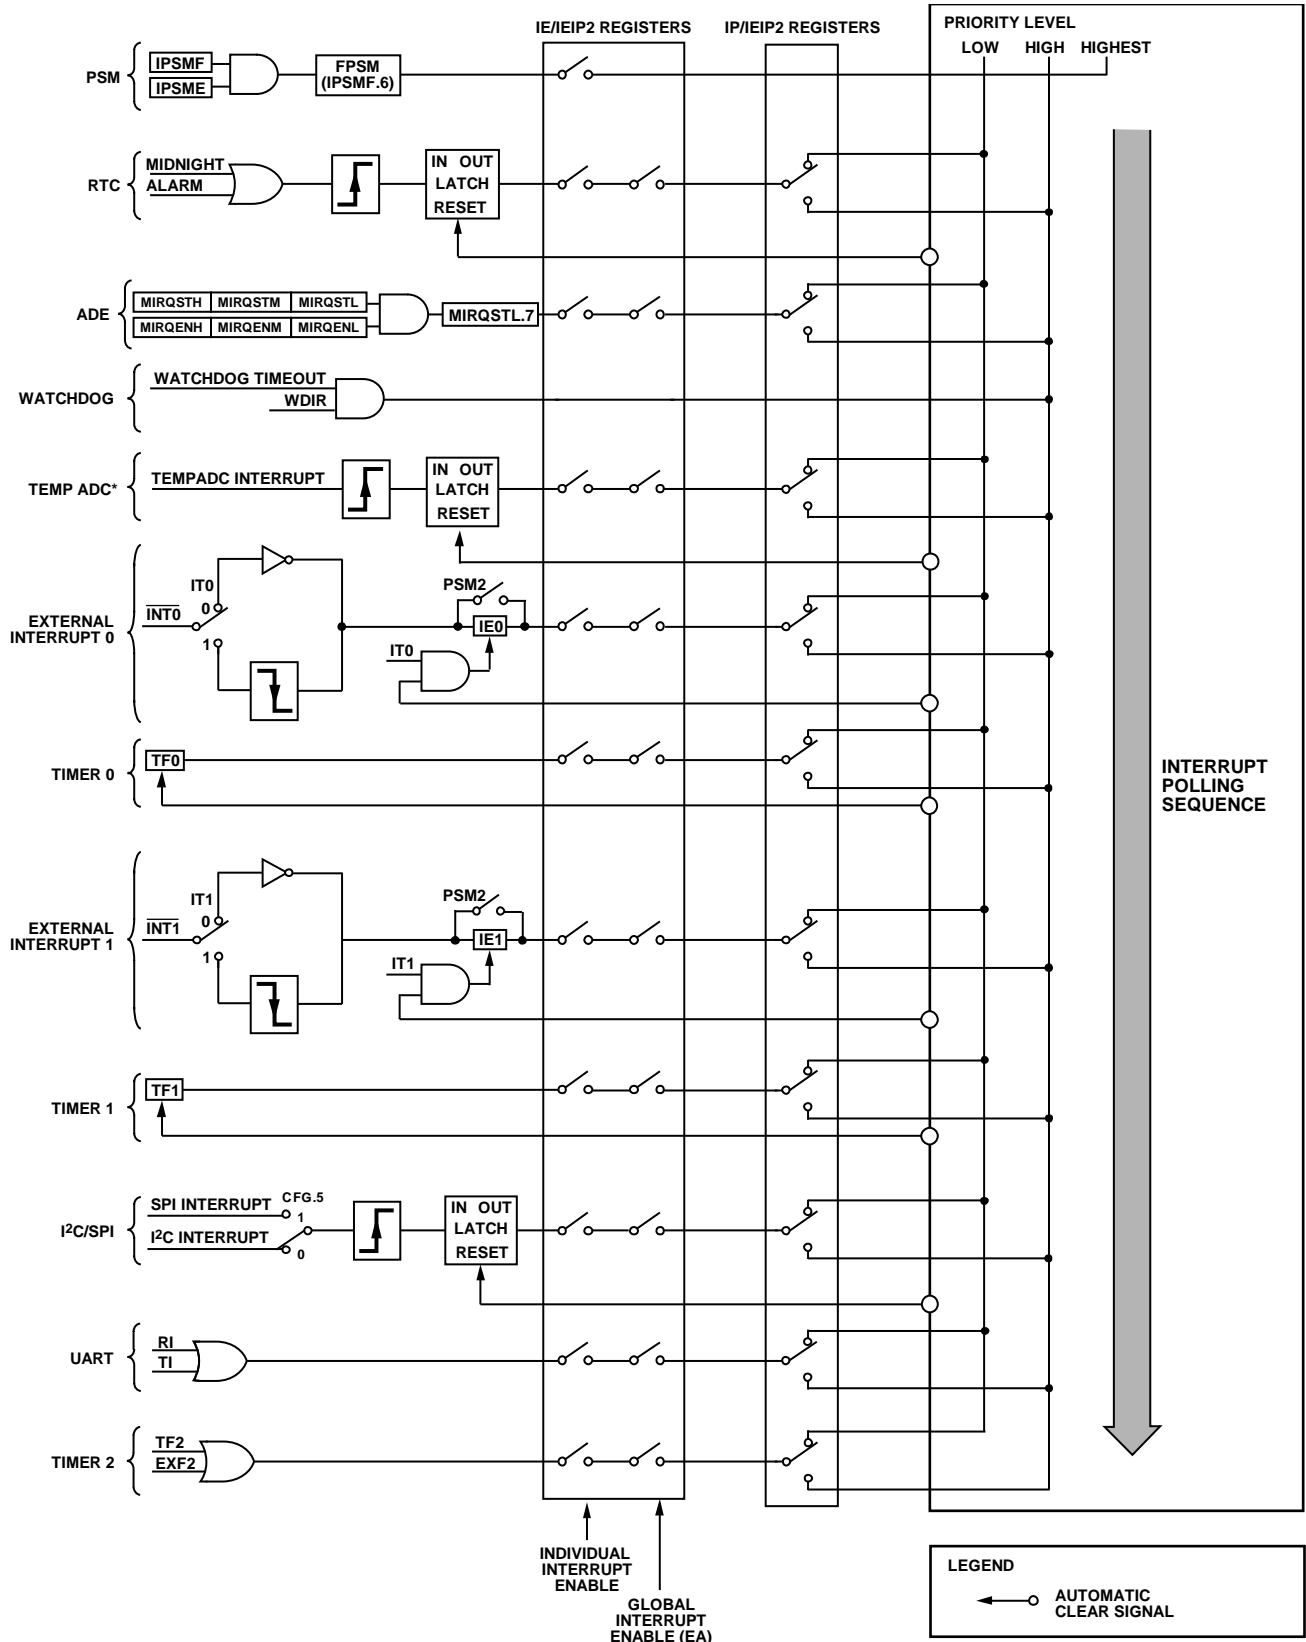 IE/IEIP2 REGISTERS
IP/IEIP2 REGISTERS
PRIORITY LEVEL
LOW HIGH HIGHEST
PSM
IPSMF
IPSME
FPSM
(IPSMF.6)
RTC
MIDNIGHT
ALARM
IN OUT
LATCH
RESET
ADE
MIRQSTH MIRQSTM MIRQSTL
MIRQENH MIRQENM MIRQENL
MIRQSTL.7
WATCHDOG
WATCHDOG TIMEOUT
WDIR
TEMP ADC*
TEMPADC INTERRUPT
IN OUT
LATCH
RESET
EXTERNAL
INTERRUPT 0
INT0
IT0
0
1
PSM2
IE0
IT0
TIMER 0
TF0
INTERRUPT
POLLING
SEQUENCE
EXTERNAL
INTERRUPT 1
INT1
IT1
0
1
PSM2
IE1
IT1
TIMER 1
TF1
I²C/SPI
SPI INTERRUPT
I²C INTERRUPT
CFG.5
1
0
IN OUT
LATCH
RESET
UART
RI
TI
TIMER 2
TF2
EXF2
INDIVIDUAL
INTERRUPT
ENABLE
GLOBAL
INTERRUPT
ENABLE (EA)
LEGEND
AUTOMATIC
CLEAR SIGNAL